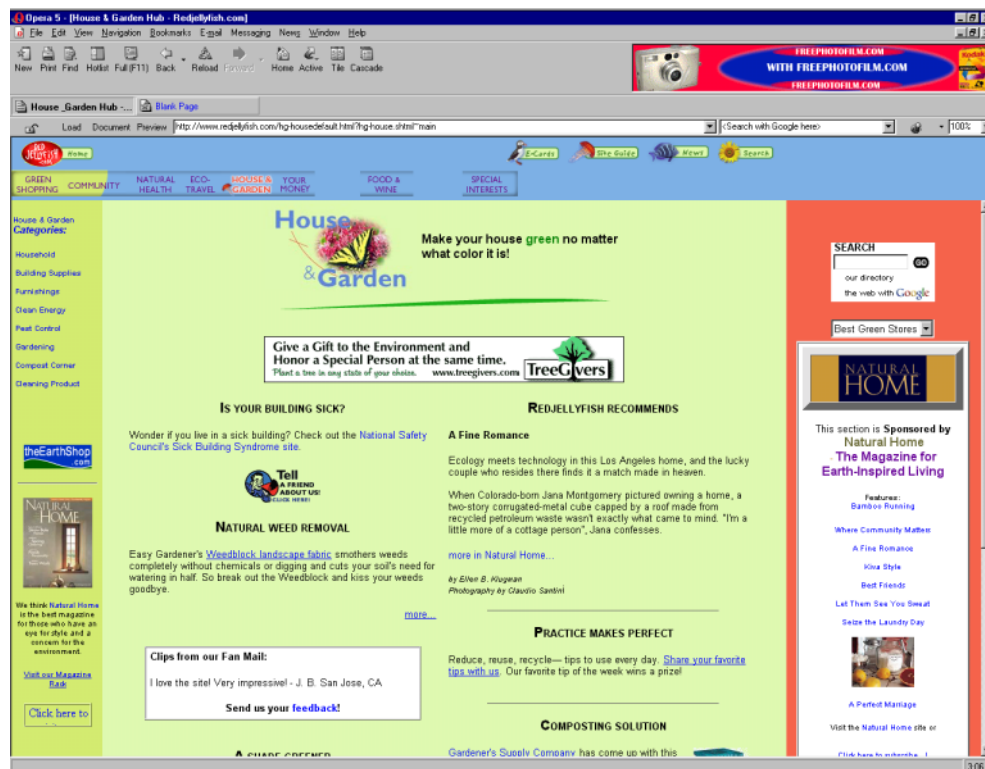 Opera 5 - [House & Garden Hub - Redjellyfish.com]
File Edit View Navigation Bookmarks E-mail Messaging News Window Help
New Print Find Hotlist Full (F11) Back Reload Forward Home Active Tile Cascade
FREEPHOTOFILM.COM
WITH FREEPHOTOFILM.COM
FREEPHOTOFILM.COM
Kodak
House _Garden Hub -... Blank Page
Load Document Preview http://www.redjellyfish.com/hg-housedefault.html?hg-house.shtml~main <Search with Google here> 100%
RED JELLYFISH .COM Home E-Cards Site Guide News Search
GREEN SHOPPING
COMMUNITY
NATURAL HEALTH
ECO- TRAVEL
HOUSE & GARDEN
YOUR MONEY
FOOD & WINE
SPECIAL INTERESTS
House & Garden
Categories:
Household
Building Supplies
Furnishings
Clean Energy
Pest Control
Gardening
Compost Corner
Cleaning Product
theEarthShop
.com
NATURAL
HOME
We think Natural Home
is the best magazine
for those who have an
eye for style and a
concern for the
environment.
Visit our Magazine
Rack
Click here to
House
& Garden
Make your house green no matter
what color it is!
Give a Gift to the Environment and
Honor a Special Person at the same time.
Plant a tree in any state of your choice. www.treegivers.com TreeGivers
IS YOUR BUILDING SICK?
Wonder if you live in a sick building? Check out the National Safety
Council's Sick Building Syndrome site.
Tell
A FRIEND
ABOUT US!
CLICK HERE!
NATURAL WEED REMOVAL
Easy Gardener's Weedblock landscape fabric smothers weeds
completely without chemicals or digging and cuts your soil's need for
watering in half. So break out the Weedblock and kiss your weeds
goodbye.
more...
Clips from our Fan Mail:
I love the site! Very impressive! - J. B. San Jose, CA
Send us your feedback!
A SHADE GREENER
REDJELLYFISH RECOMMENDS
A Fine Romance
Ecology meets technology in this Los Angeles home, and the lucky
couple who resides there finds it a match made in heaven.
When Colorado-born Jana Montgomery pictured owning a home, a
two-story corrugated-metal cube capped by a roof made from
recycled petroleum waste wasn't exactly what came to mind. "I'm a
little more of a cottage person", Jana confesses.
more in Natural Home...
by Ellen B. Klugman
Photography by Claudio Santini
PRACTICE MAKES PERFECT
Reduce, reuse, recycle— tips to use every day. Share your favorite
tips with us. Our favorite tip of the week wins a prize!
COMPOSTING SOLUTION
Gardener's Supply Company has come up with this
SEARCH
GO
our directory
the web with Google
Best Green Stores
NATURAL
HOME
This section is Sponsored by
Natural Home
- The Magazine for
Earth-Inspired Living
Features:
Bamboo Running
Where Community Matters
A Fine Romance
Kiva Style
Best Friends
Let Them See You Sweat
Seize the Laundry Day
A Perfect Marriage
Visit the Natural Home site or
Click here to subscribe...!
3:06